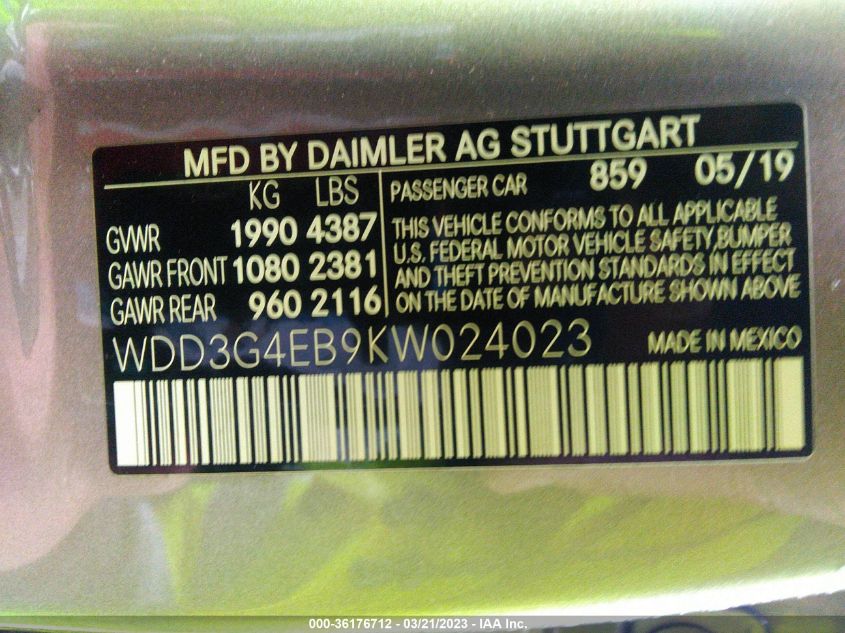 MFD BY DAIMLER AG STUTTGART
KG LBS
GVWR 1990 4387
GAWR FRONT 1080 2381
GAWR REAR 960 2116
PASSENGER CAR 859 05/19
THIS VEHICLE CONFORMS TO ALL APPLICABLE
U.S. FEDERAL MOTOR VEHICLE SAFETY,BUMPER
AND THEFT PREVENTION STANDARDS IN EFFECT
ON THE DATE OF MANUFACTURE SHOWN ABOVE
WDD3G4EB9KW024023 MADE IN MEXICO
000-36176712 — 03/21/2023 — IAA Inc.